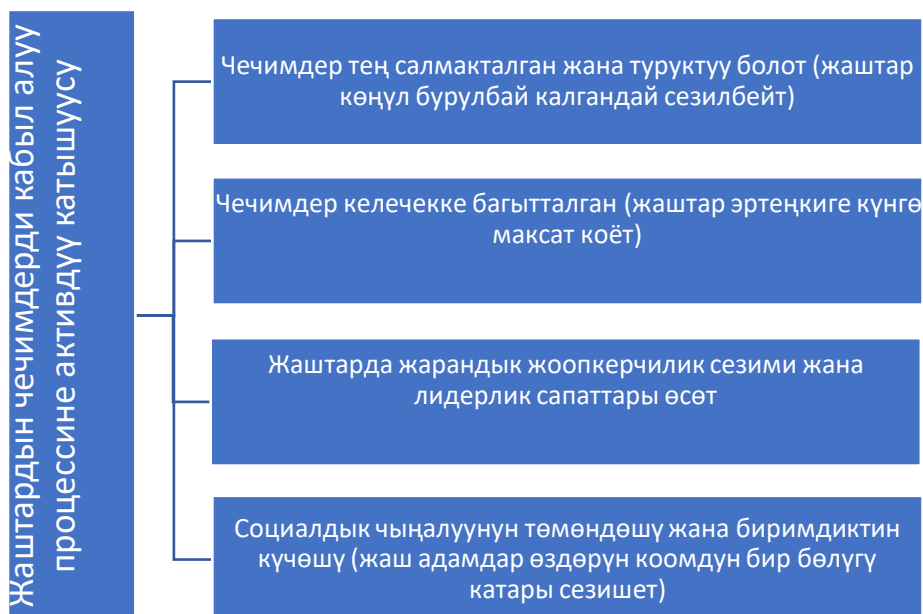 Жаштардын чечимдерди кабыл алуу
процессине активдүү катышуусу
Чечимдер тең салмакталган жана туруктуу болот (жаштар
көңүл бурулбай калгандай сезилбейт)
Чечимдер келечекке багытталган (жаштар эртеңкиге күнгө
максат коёт)
Жаштарда жарандык жоопкерчилик сезими жана
лидерлик сапаттары өсөт
Социалдык чыңалуунун төмөндөшү жана биримдиктин
күчөшү (жаш адамдар өздөрүн коомдун бир бөлүгү
катары сезишет)